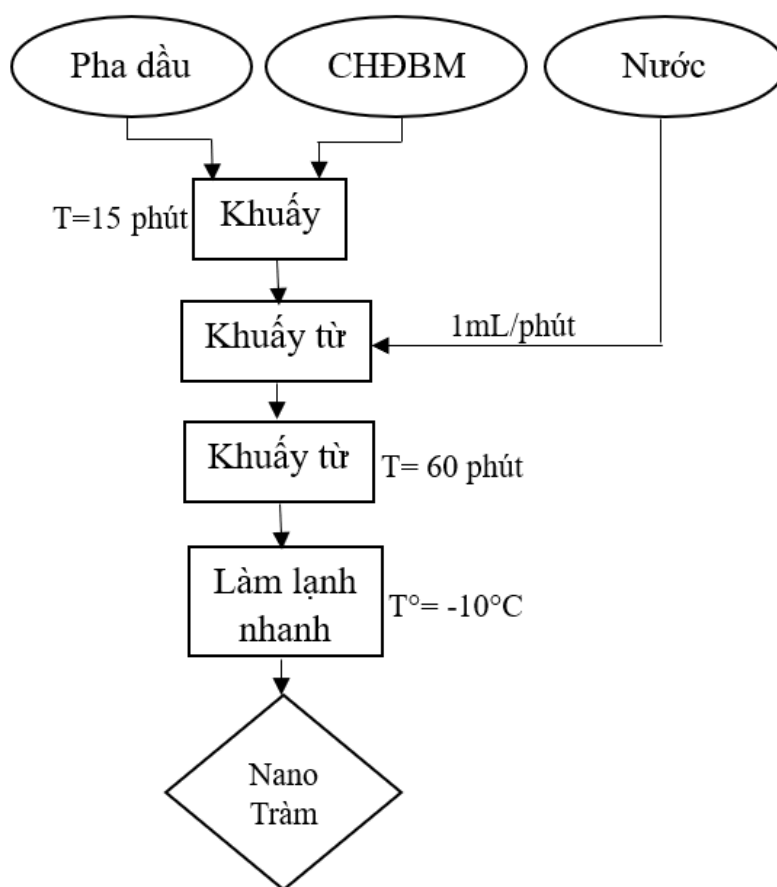 Pha dầu
CHĐBM
Nước
T=15 phút
Khuấy
Khuấy từ
1mL/phút
Khuấy từ
T= 60 phút
Làm lạnh
nhanh
T°= -10°C
Nano
Tràm